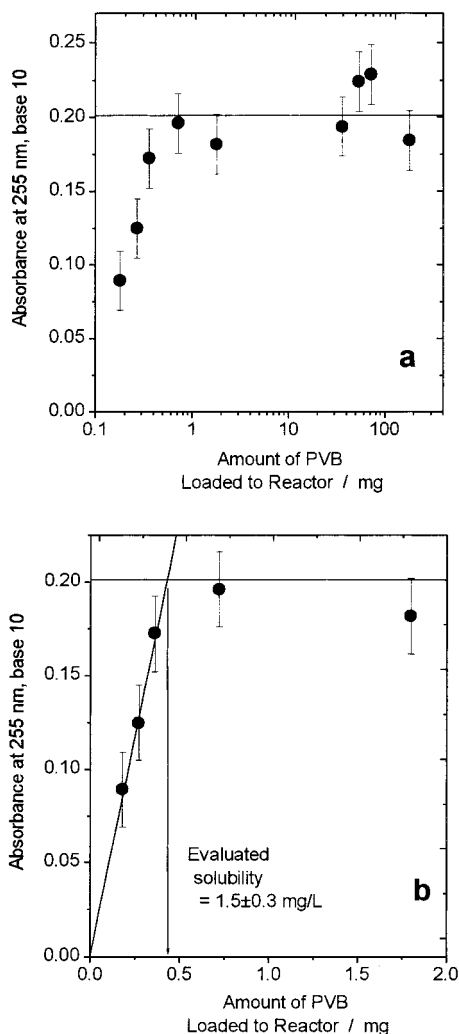 Absorbance at 255 nm, base 10
0.25
0.20
0.15
0.10
0.05
0.00
0.1
1
10
100
a
Amount of PVB
Loaded to Reactor / mg
Absorbance at 255 nm, base 10
0.20
0.15
0.10
0.05
0.00
Evaluated
solubility
= 1.5±0.3 mg/L
b
0.0
0.5
1.0
1.5
2.0
Amount of PVB
Loaded to Reactor / mg